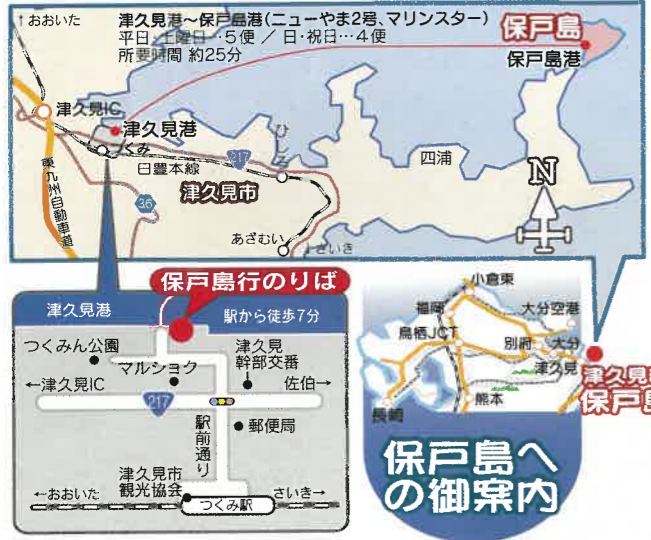 ↑おおいた
津久見港〜保戸島港(ニューやま2号、マリンスター)
平日・土曜日…5便 / 日・祝日…4便
所要時間 約25分
保戸島
保戸島港
津久見IC
津久見港
つくみ
日豊本線
217
ひしろ
四浦
N
東九州自動車道
36
津久見市
あざむい
↓さいき
保戸島行のりば
津久見港
駅から徒歩7分
つくみん公園
マルショク
津久見
幹部交番
←津久見IC
佐伯→
217
駅前通り
郵便局
津久見市
観光協会
←おおいた
つくみ駅
さいき→
小倉東
福岡
大分空港
鳥栖JCT
別府
大分
津久見
長崎
熊本
津久見
保戸島
保戸島へ
の御案内